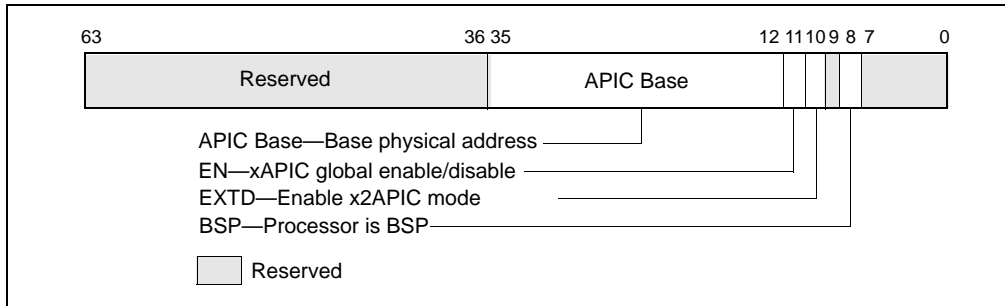 63 36 35 12 11 10 9 8 7 0
Reserved APIC Base
APIC Base—Base physical address
EN—xAPIC global enable/disable
EXTD—Enable x2APIC mode
BSP—Processor is BSP
Reserved